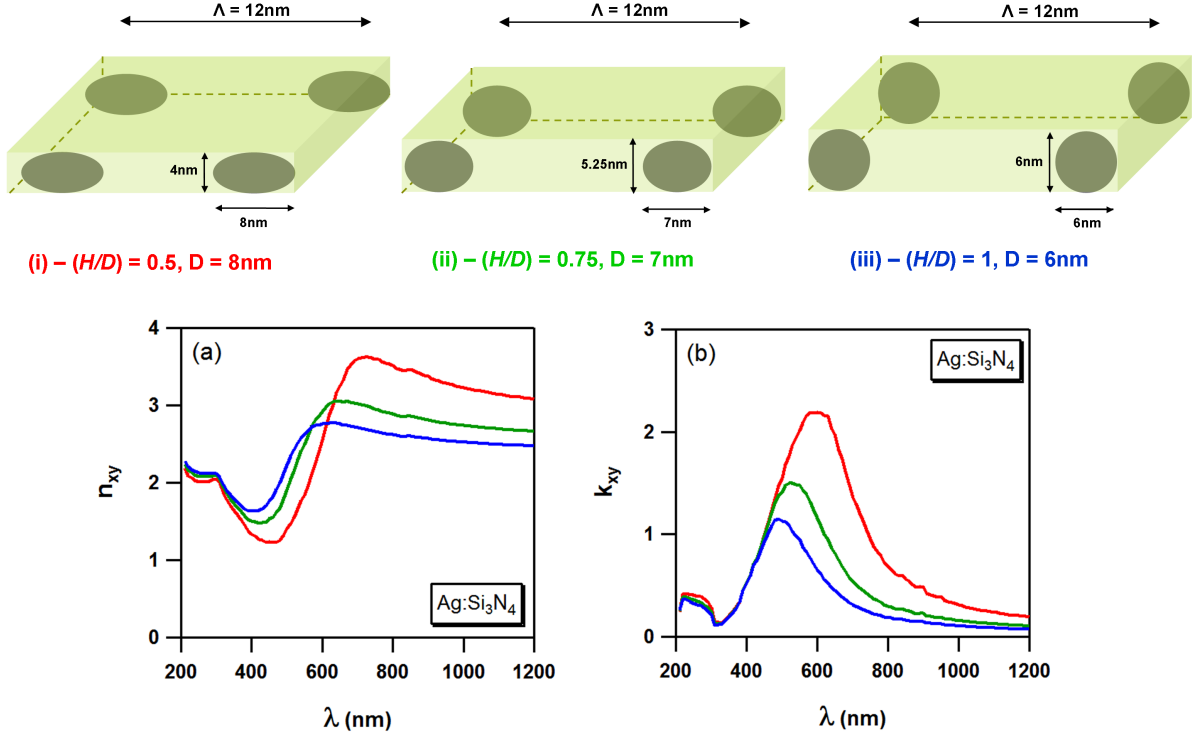 Λ = 12nm
Λ = 12nm
Λ = 12nm
4nm
8nm
5.25nm
7nm
6nm
6nm
(i) – (H/D) = 0.5, D = 8nm
(ii) – (H/D) = 0.75, D = 7nm
(iii) – (H/D) = 1, D = 6nm
(a)
n_xy
4
3
2
1
0
Ag:Si₃N₄
200 400 600 800 1000 1200
λ (nm)
(b)
k_xy
3
2
1
0
Ag:Si₃N₄
200 400 600 800 1000 1200
λ (nm)